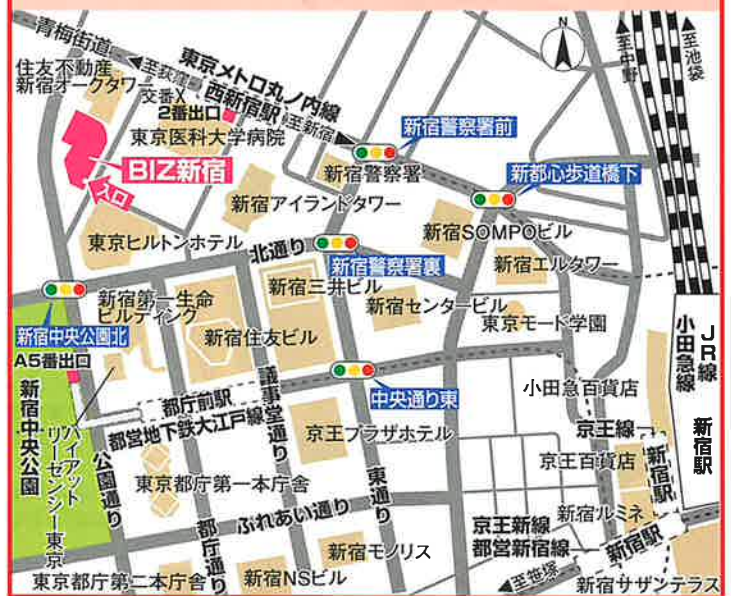 青梅街道
住友不動産
新宿オークタワー
至荻窪
交番X
2番出口
東京メトロ丸ノ内線
西新宿駅
至新宿
N
至中野
至池袋
東京医科大学病院
新宿警察署前
新宿警察署
新都心歩道橋下
BIZ新宿
入口
新宿アイランドタワー
東京ヒルトンホテル
北通り
新宿SOMPOビル
新宿警察署裏
新宿エルタワー
新宿三井ビル
新宿センタービル
新宿第一生命
ビルディング
新宿中央公園北
新宿住友ビル
東京モード学園
A5番出口
中央通り東
小田急百貨店
JR線
小田急線
新宿駅
新宿中央公園
都庁前駅
都営地下鉄大江戸線
議事堂通り
京王プラザホテル
京王線
京王百貨店
新宿駅
ハイアット
リーセンシー東京
公園通り
東京都庁第一本庁舎
東通り
新宿ルミネ
ふれあい通り
都庁通り
京王新線
都営新宿線
新宿駅
新宿モノリス
至笹塚
東京都庁第二本庁舎
新宿NSビル
新宿サザンテラス